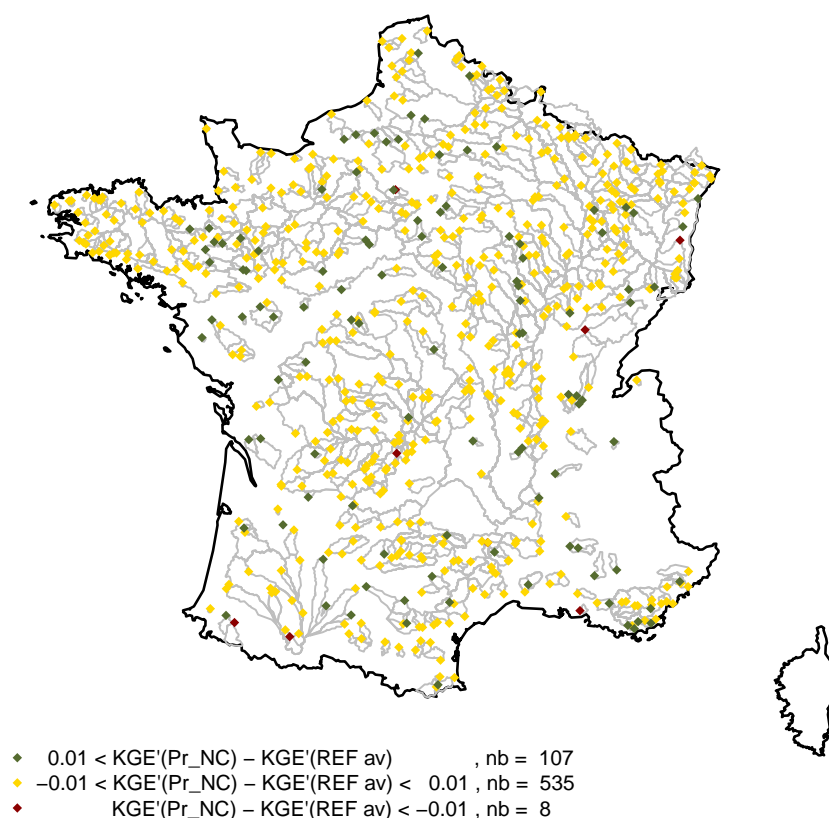 0.01 < KGE'(Pr_NC) − KGE'(REF av) , nb = 107
−0.01 < KGE'(Pr_NC) − KGE'(REF av) < 0.01 , nb = 535
KGE'(Pr_NC) − KGE'(REF av) < −0.01 , nb = 8